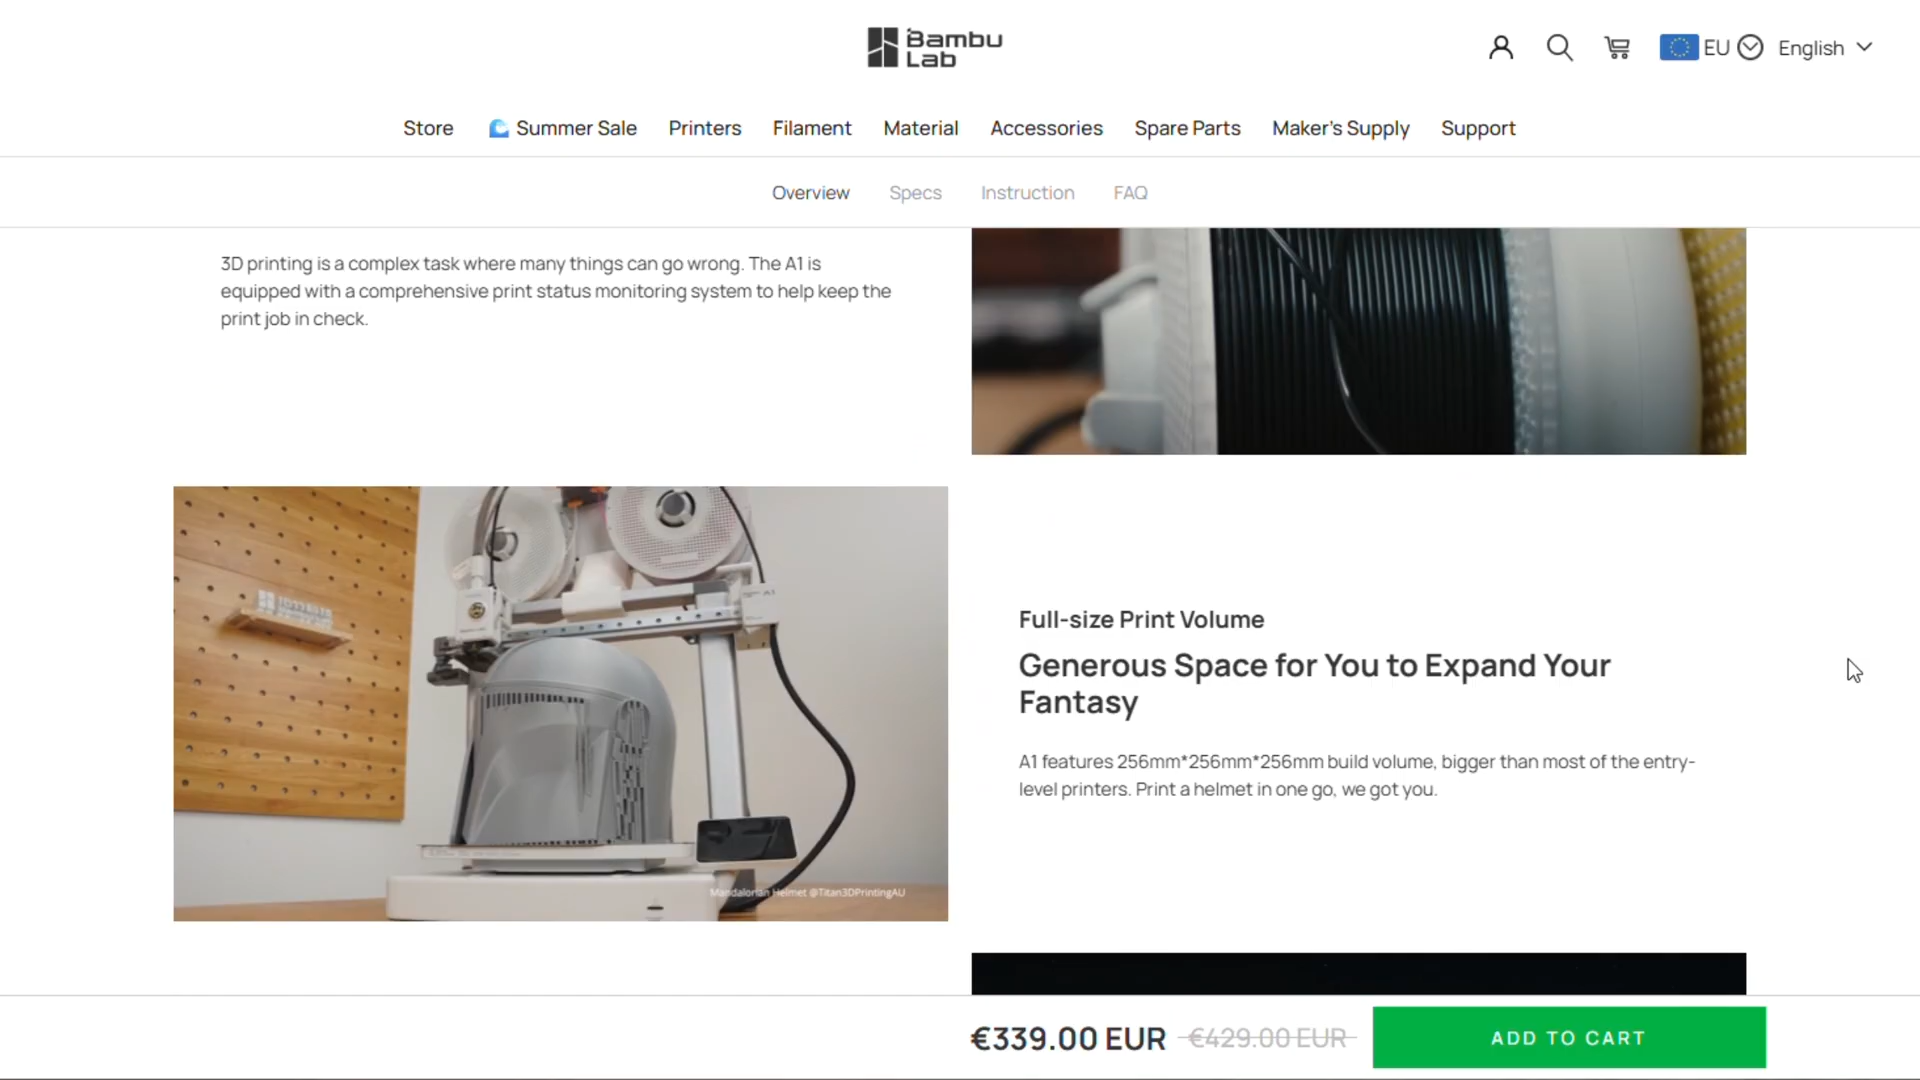 Bambu
Lab
EU
English
Store
Summer Sale
Printers
Filament
Material
Accessories
Spare Parts
Maker's Supply
Support
Overview
Specs
Instruction
FAQ
3D printing is a complex task where many things can go wrong. The A1 is
equipped with a comprehensive print status monitoring system to help keep the
print job in check.
A1
Mandalorian Helmet @Titan3DPrintingAU
Full-size Print Volume
Generous Space for You to Expand Your
Fantasy
A1 features 256mm*256mm*256mm build volume, bigger than most of the entry-
level printers. Print a helmet in one go, we got you.
€339.00 EUR
€429.00 EUR
ADD TO CART